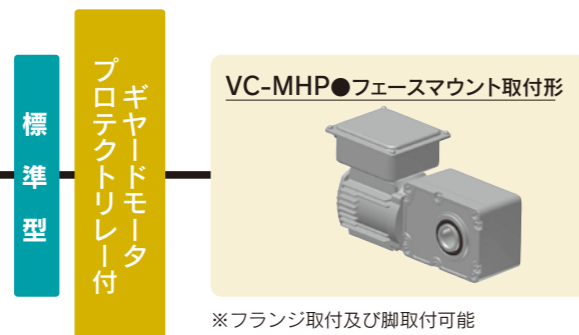 標準型
ギヤードモータ
プロテクトリレー付
VC-MHP●フェースマウント取付形
※フランジ取付及び脚取付可能